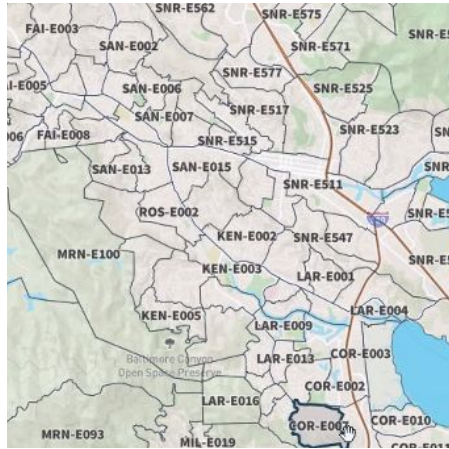 SNR-E562
SNR-E575
FAI-E003
SAN-E002
SNR-E571
SNR-E577
SAN-E006
SNR-E525
SNR-E517
SAN-E007
SNR-E523
FAI-E008
SNR-E515
SAN-E013
SAN-E015
SNR-E511
ROS-E002
KEN-E002
SNR-E547
MRN-E100
KEN-E003
LAR-E001
KEN-E005
LAR-E004
LAR-E009
Baltimore Canyon
Open Space Preserve
LAR-E013
COR-E003
COR-E002
LAR-E016
COR-E007
COR-E010
MRN-E093
MIL-E019